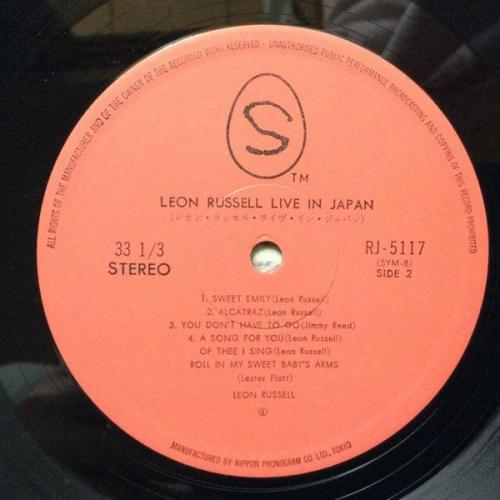 ALL RIGHTS OF THE MANUFACTURER AND OF THE OWNER OF THE RECORDED WORK RESERVED · UNAUTHORISED PUBLIC PERFORMANCE BROADCASTING AND COPYING OF THIS RECORD PROHIBITED
S
TM
LEON RUSSELL LIVE IN JAPAN
(レオン・ラッセル・ライヴ・イン・ジャパン)
33 1/3
STEREO
RJ-5117
(SYM-8)
SIDE 2
1. SWEET EMILY(Leon Russell)
2. ALCATRAZ(Leon Russell)
3. YOU DON'T HAVE TO GO(Jimmy Reed)
4. A SONG FOR YOU(Leon Russell)
OF THEE I SING(Leon Russell)
ROLL IN MY SWEET BABY'S ARMS
(Lester Flatt)
LEON RUSSELL
MANUFACTURED BY NIPPON PHONOGRAM CO. LTD., TOKYO